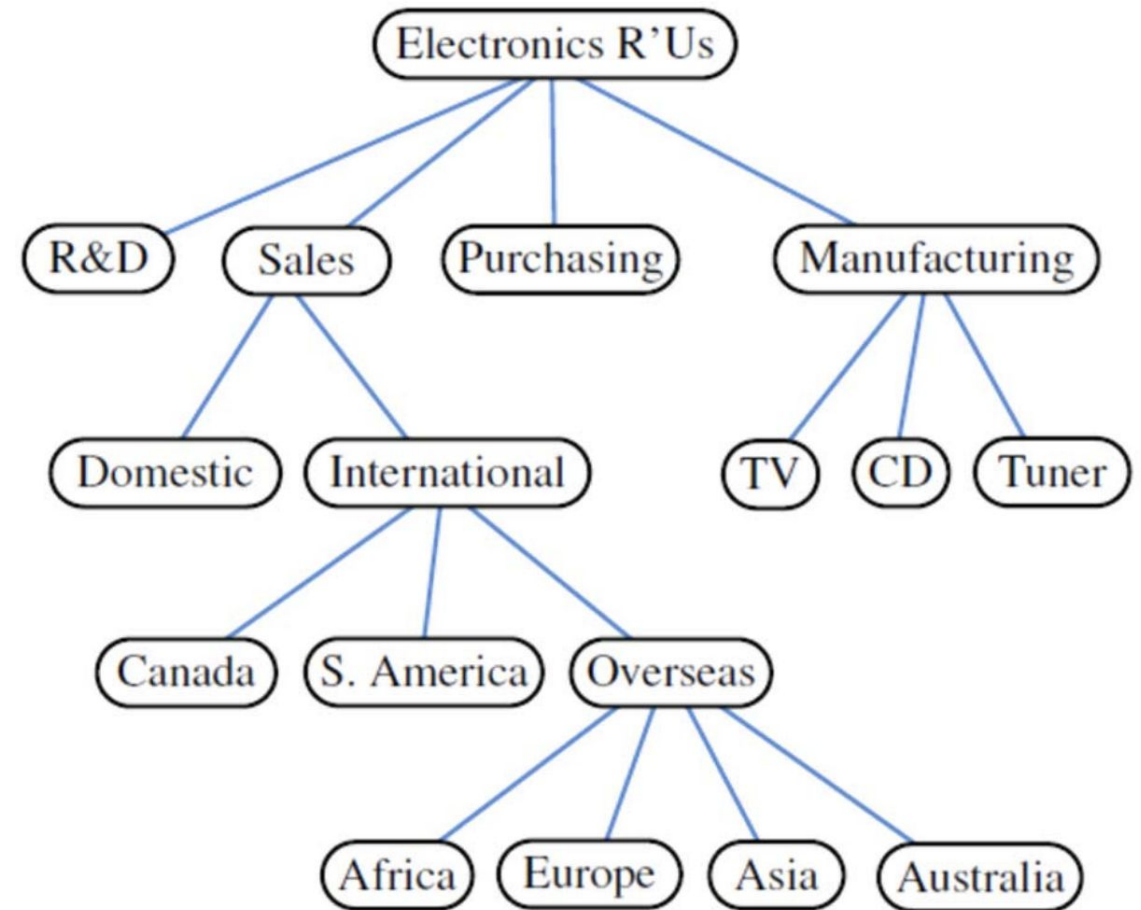 Electronics R’Us
R&D
Sales
Purchasing
Manufacturing
Domestic
International
TV
CD
Tuner
Canada
S. America
Overseas
Africa
Europe
Asia
Australia